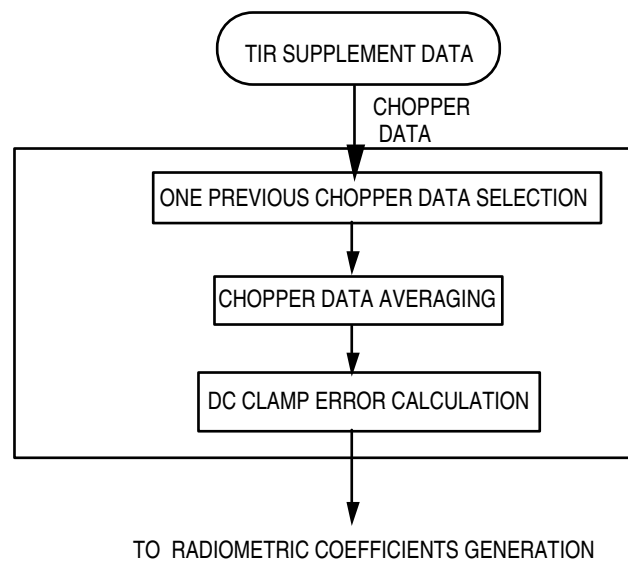 TIR SUPPLEMENT DATA
CHOPPER
DATA
ONE PREVIOUS CHOPPER DATA SELECTION
CHOPPER DATA AVERAGING
DC CLAMP ERROR CALCULATION
TO RADIOMETRIC COEFFICIENTS GENERATION